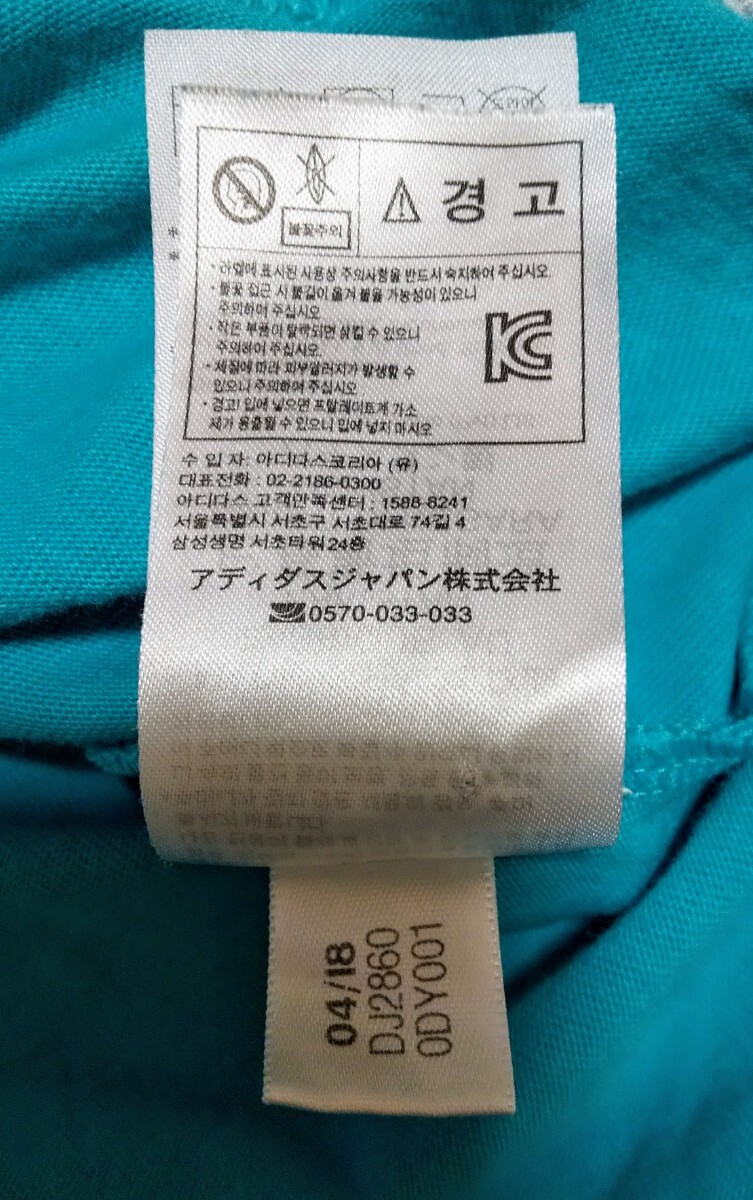 드라이
불꽃주의
경 고
· 라벨에 표시된 사용상 주의사항을 반드시 숙지하여 주십시오.
· 불꽃 접근 시 불길이 옮겨 붙을 가능성이 있으니
주의하여 주십시오
· 작은 부품이 탈락되면 삼킬 수 있으니
주의하여 주십시오.
· 체질에 따라 피부알러지가 발생할 수
있으니 주의하여 주십시오
· 경고! 입에 넣으면 프탈레이트계 가소
제가 용출될 수 있으니 입에 넣지 마시오
수 입 자: 아디다스코리아 (유)
대표전화 : 02-2186-0300
아디다스 고객만족센터 : 1588-8241
서울특별시 서초구 서초대로 74길 4
삼성생명 서초타워 24층
アディダスジャパン株式会社
0570-033-033
04/18
DJ2860
0DY001